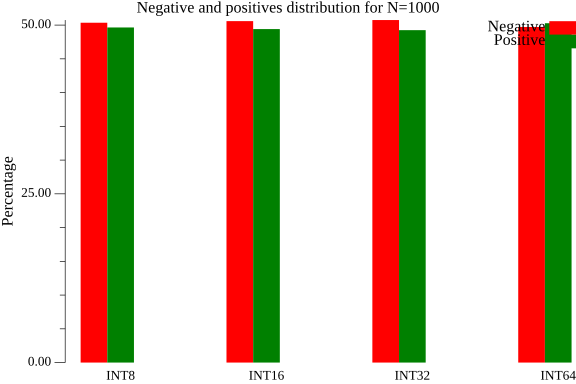 Negative and positives distribution for N=1000
50.00
Negative
Positive
Percentage
25.00
0.00
INT8
INT16
INT32
INT64